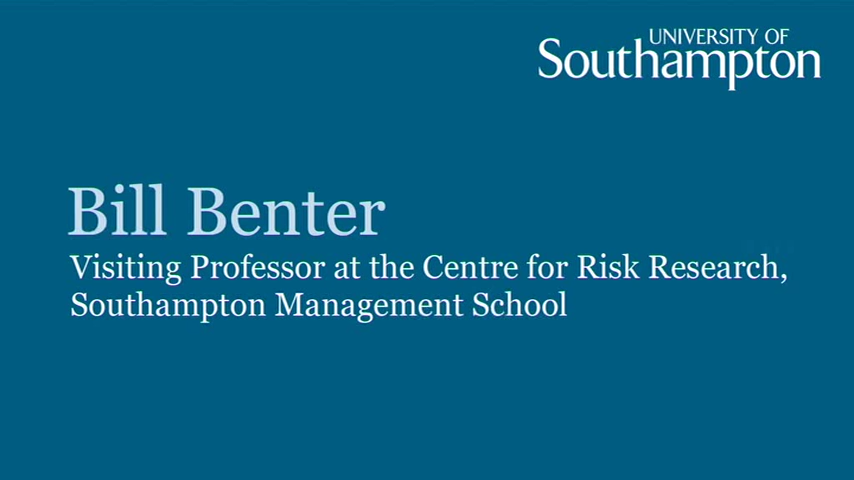 UNIVERSITY OF
Southampton
Bill Benter
Visiting Professor at the Centre for Risk Research,
Southampton Management School